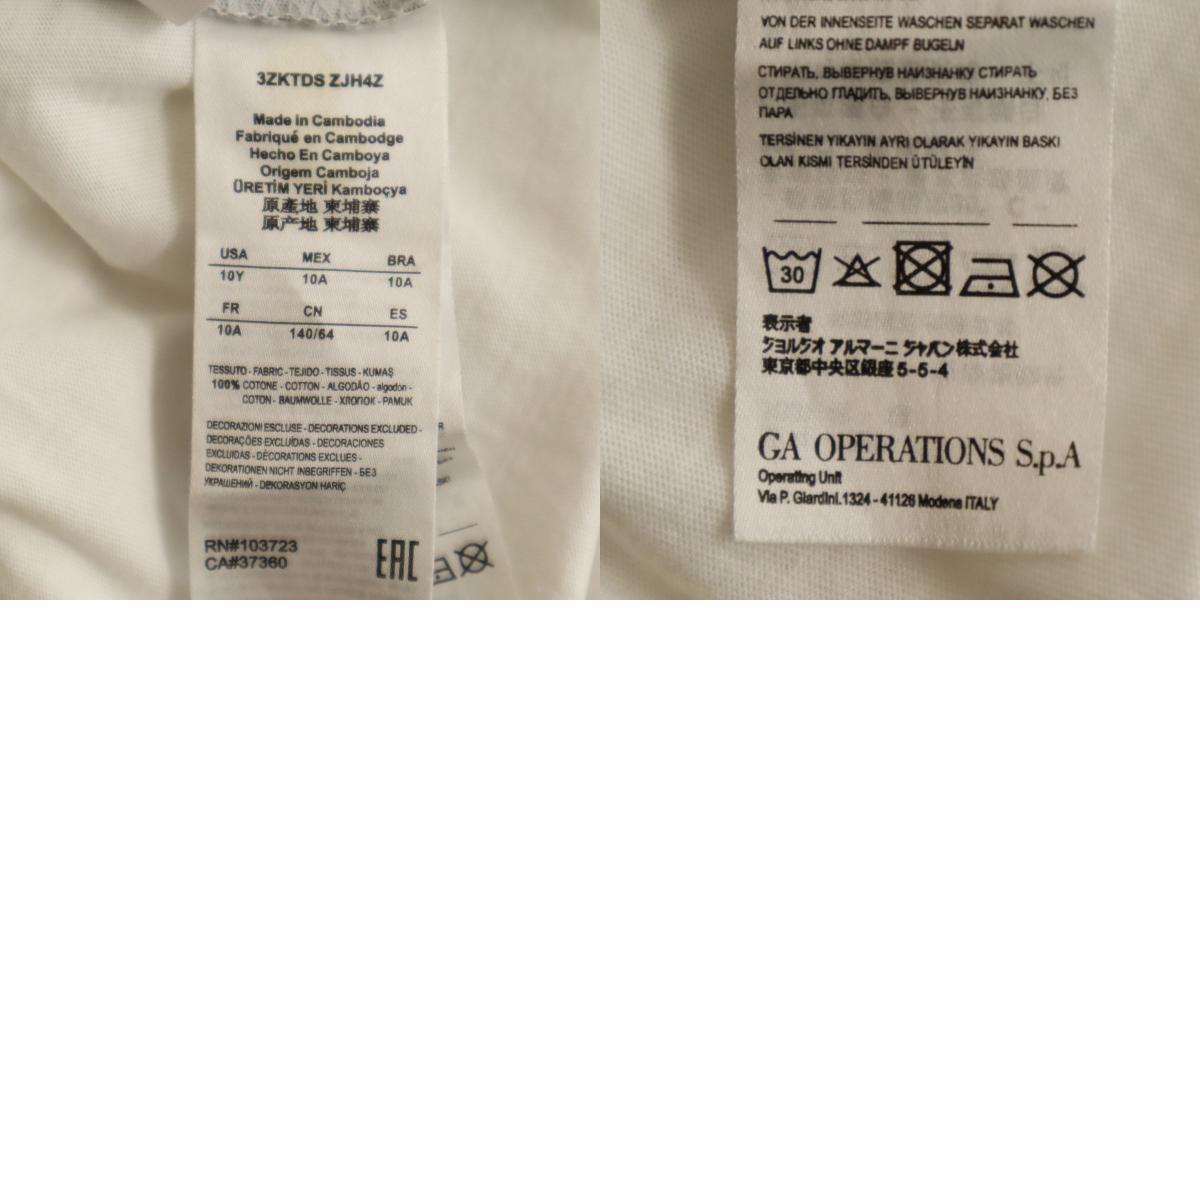 3ZKTDS ZJH4Z
Made in Cambodia
Fabriqué en Cambodge
Hecho En Camboya
Origem Camboja
ÜRETİM YERİ Kamboçya
原產地 柬埔寨
原产地 柬埔寨
USA MEX BRA
10Y 10A 10A
FR CN ES
10A 140/64 10A
TESSUTO - FABRIC - TEJIDO - TISSUS - KUMAŞ
100% COTONE - COTTON - ALGODÃO - algodon -
COTON - BAUMWOLLE - ХЛОПОК - PAMUK
DECORAZIONI ESCLUSE - DECORATIONS EXCLUDED -
DECORAÇÕES EXCLUÍDAS - DECORACIONES
EXCLUIDAS - DÉCORATIONS EXCLUES -
DEKORATIONEN NICHT INBEGRIFFEN - БЕЗ
УКРАШЕНИЙ - DEKORASYON HARİÇ
RN#103723
CA#37360
EAC
VON DER INNENSEITE WASCHEN SEPARAT WASCHEN
AUF LINKS OHNE DAMPF BUGELN
СТИРАТЬ, ВЫВЕРНУВ НАИЗНАНКУ СТИРАТЬ
ОТДЕЛЬНО ГЛАДИТЬ, ВЫВЕРНУВ НАИЗНАНКУ, БЕЗ
ПАРА
TERSİNEN YIKAYIN AYRI OLARAK YIKAYIN BASKI
OLAN KISMI TERSİNDEN ÜTÜLEYİN
30
表示者
ジョルジオ アルマーニ ジャパン株式会社
東京都中央区銀座 5-5-4
GA OPERATIONS S.p.A
Operating Unit
Via P. Giardini.1324 - 41126 Modena ITALY